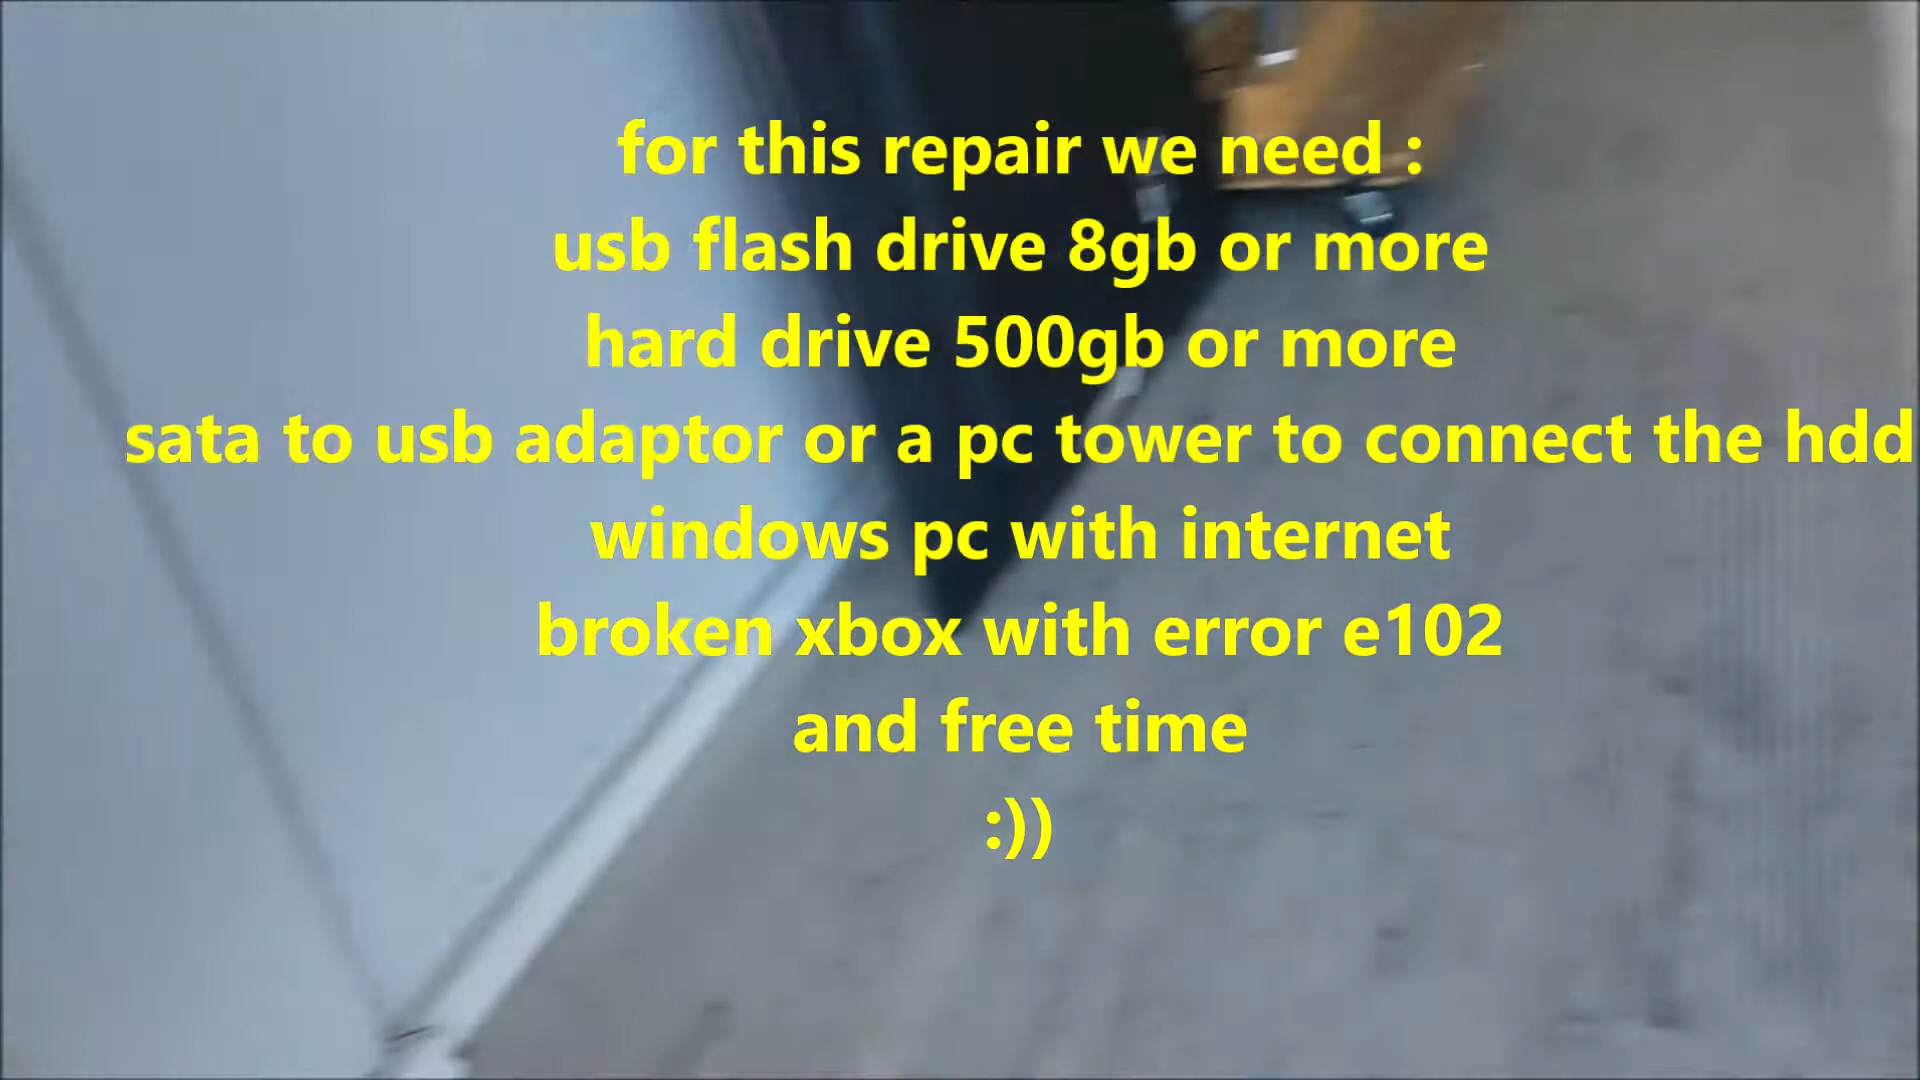 for this repair we need :
usb flash drive 8gb or more
hard drive 500gb or more
sata to usb adaptor or a pc tower to connect the hdd
windows pc with internet
broken xbox with error e102
and free time
:))